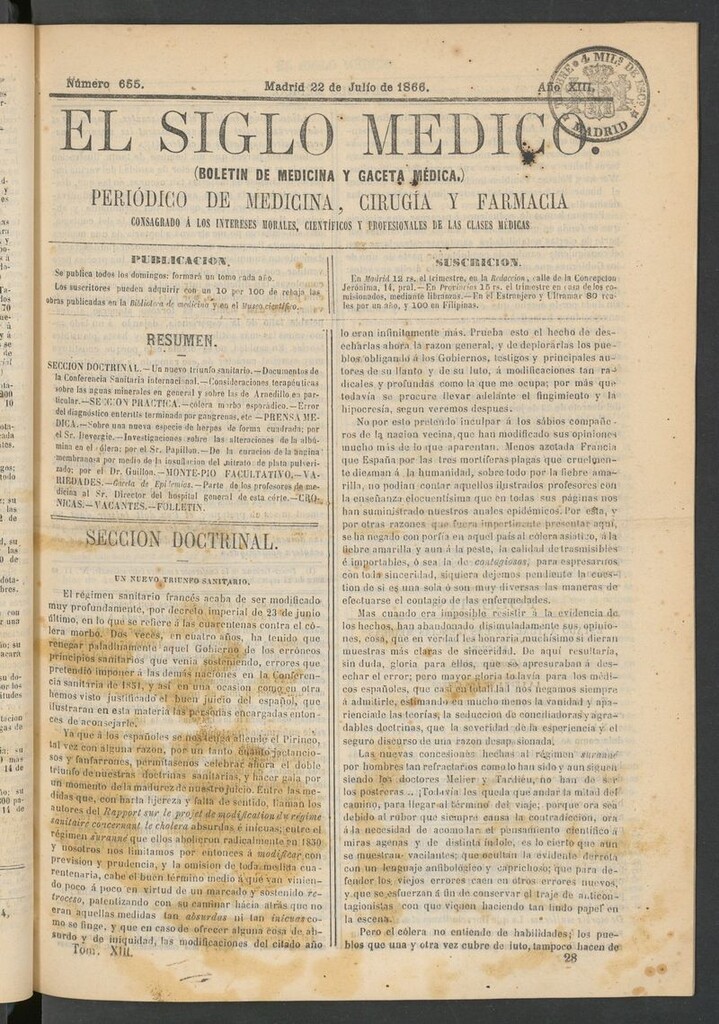 Número 655.
Madrid 22 de Julio de 1866.
Año XIII.
4 MILS DE ESCO
MADRID
EL SIGLO MEDICO.
(BOLETIN DE MEDICINA Y GACETA MÉDICA.)
PERIÓDICO DE MEDICINA, CIRUGÍA Y FARMACIA
CONSAGRADO Á LOS INTERESES MORALES, CIENTÍFICOS Y PROFESIONALES DE LAS CLASES MÉDICAS
PUBLICACION.
Se publica todos los domingos: formará un tomo cada año.
Los suscritores pueden adquirir con un 10 por 100 de rebaja las
obras publicadas en la Biblioteca de medicina y en el Museo científico.
SUSCRICION.
En Madrid 12 rs. el trimestre, en la Redaccion, calle de la Concepcion
Jerónima, 14, pral.—En Provincias 15 rs. el trimestre en casa de los co-
misionados, mediante libranzas.—En el Estranjero y Ultramar 80 rea-
les por un año, y 100 en Filipinas.
RESUMEN.
SECCION DOCTRINAL.—Un nuevo triunfo sanitario.—Documentos de
la Conferencia Sanitaria internacional.—Consideraciones terapéuticas
sobre las aguas minerales en general y sobre las de Arnedillo en par-
ticular.—SECCION PRÁCTICA.—cólera morbo esporádico.—Error
del diagnóstico enteritis terminada por gangrenas, etc—PRENSA MÉ-
DICA.—Sobre una nueva especie de herpes de forma cuadrada; por
el Sr. Devergie.—Investigaciones sobre las alteraciones de la albú-
mina en el cólera; por el Sr. Papillon.—De la curacion de la angina
membranosa por medio de la insuflacion del nitrato de plata pulveri-
zado; por el Dr. Guillon.—MONTE-PIO FACULTATIVO.—VA-
RIEDADES.—Gaceta de Epidemias.—Parte de los profesores de me-
dicina al Sr. Director del hospital general de esta córte.—CRÓ-
NICAS.—VACANTES.—FOLLETIN.
SECCION DOCTRINAL.
UN NUEVO TRIUNFO SANITARIO.
El régimen sanitario francés acaba de ser modificado
muy profundamente, por decreto imperial de 23 de junio
último, en lo que se refiere á las cuarentenas contra el có-
lera morbo. Dos veces, en cuatro años, ha tenido que
renegar paladinamente aquel Gobierno de los erróneos
principios sanitarios que venia sosteniendo, errores que
pretendió imponer á las demás naciones en la Conferen-
cia sanitaria de 1851, y así en una ocasion como en otra
hemos visto justificado el buen juicio del español, que
ilustraran en esta materia las personas encargadas enton-
ces de aconsejarle.
Ya que á los españoles se nos tenga allende el Pirineo,
tal vez con alguna razon, por un tanto cuanto jactancio-
sos y fanfarrones, permítasenos celebrar ahora el doble
triunfo de nuestras doctrinas sanitarias, y hacer gala por
un momento de la madurez de nuestro juicio. Entre las me-
didas que, con harta lijereza y falta de sentido, llaman los
autores del Rapport sur le projet de modification du régime
sanitaire concernant le cholera absurdas é inícuas; entre el
régimen suranné que ellos abolieron radicalmente en 1850
y nosotros nos limitamos por entonces á modificar con
prevision y prudencia, y la omision de toda medida cua-
rentenaria, cabe el buen término medio á que van vinien-
do poco á poco en virtud de un marcado y sostenido re-
troceso, patentizando con su caminar hácia atrás que no
eran aquellas medidas tan absurdas ni tan inícuas co-
mo se finge, y que en caso de ofrecer alguna cosa de ab-
surdo y de iniquidad, las modificaciones del citado año
Tom. XIII.
lo eran infinitamente más. Prueba esto el hecho de des-
echarlas ahora la razon general, y de deplorarlas los pue-
blos, obligando á los Gobiernos, testigos y principales auto-
res de su llanto y de su luto, á modificaciones tan ra-
dicales y profundas como la que me ocupa; por más que
todavía se procure llevar adelante el fingimiento y la
hipocresía, segun veremos despues.
No por esto pretendo inculpar á los sábios compañe-
ros de la nacion vecina, que han modificado sus opiniones
mucho más de lo que aparentan. Menos azotada Francia
que España por las tres mortíferas plagas que cruelmen-
te diezman á la humanidad, sobre todo por la fiebre amari-
lla, no podian contar aquellos ilustrados profesores con
la enseñanza elocuentísima que en todas sus páginas nos
han suministrado nuestros anales epidémicos. Por esta, y
por otras razones que fuera impertinente presentar aquí,
se ha negado con porfía en aquel país al cólera asiático, á la
fiebre amarilla y aun á la peste, la calidad de trasmisibles
é importables, ó sea la de contagiosos, para espresarnos
con toda sinceridad, siquiera dejemos pendiente la cues-
tion de si es una sola ó son muy diversas las maneras de
efectuarse el contagio de las enfermedades.
Mas cuando era imposible resistir á la evidencia de
los hechos, han abandonado disimuladamente sus opinio-
nes, cosa, que en verdad les honraria muchísimo si dieran
muestras más claras de sinceridad. De aquí resultaría,
sin duda, gloria para ellos, que so apresuraban á des-
echar el error; pero mayor gloria todavía para los médi-
cos españoles, que casi en totalidad nos negamos siempre
á admitirle, estimando en mucho menos la vanidad y apa-
riencia de las teorías, la seduccion de conciliadoras y agra-
dables doctrinas, que la severidad de la esperiencia y el
seguro discurso de una razon desapasionada.
Las nuevas concesiones hechas al régimen suranné
por hombres tan refractarios como lo han sido y aun siguen
siendo los doctores Melier y Tardieu, no han de ser
los postreros... ¡Todavía les queda que andar la mitad del
camino, para llegar al término del viaje; porque ora sea
debido al rubor que siempre causa la contradiccion, ora
á la necesidad de acomodar el pensamiento científico á
miras agenas y de distinta índole, es lo cierto que aun
se muestran vacilantes; que ocultan la evidente derrota
con un lenguaje anfibológico y caprichoso; que para de-
fender los viejos errores caen en otros errores nuevos,
y que se esfuerzan á fin de conservar el traje de anticon-
tagionistas con que vienen haciendo tan lindo papel en
la escena.
Pero el cólera no entiende de habilidades; los pue-
blos que una y otra vez cubre de luto, tampoco hacen de
28